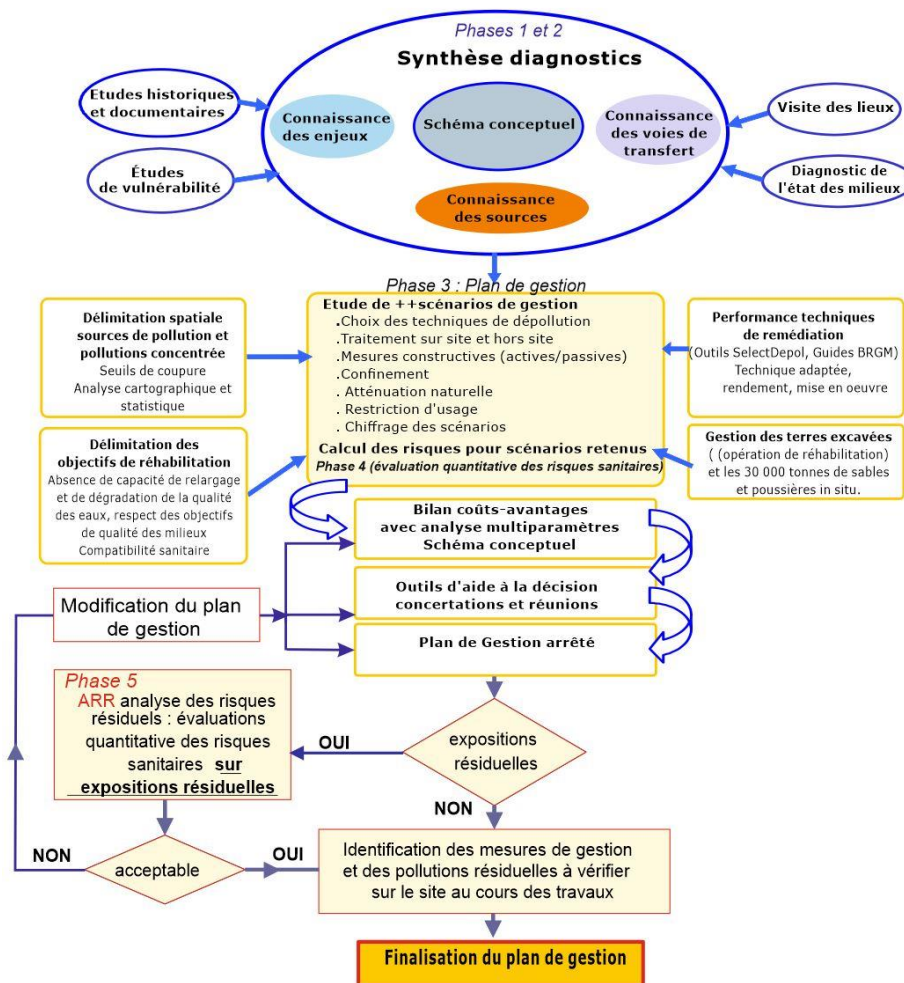 Phases 1 et 2
Synthèse diagnostics
Etudes historiques
et documentaires
Études
de vulnérabilité
Connaissance
des enjeux
Schéma conceptuel
Connaissance
des voies de
transfert
Connaissance
des sources
Visite des lieux
Diagnostic de
l'état des milieux
Phase 3 : Plan de gestion
Etude de ++scénarios de gestion
.Choix des techniques de dépollution
.Traitement sur site et hors site
.Mesures constructives (actives/passives)
. Confinement
. Atténuation naturelle
. Restriction d'usage
. Chiffrage des scénarios
Calcul des risques pour scénarios retenus
Phase 4 (évaluation quantitative des risques sanitaires)
Délimitation spatiale
sources de pollution et
pollutions concentrée
Seuils de coupure
Analyse cartographique et
statistique
Délimitation des
objectifs de réhabilitation
Absence de capacité de relargage
et de dégradation de la qualité
des eaux, respect des objectifs
de qualité des milieux
Compatibilité sanitaire
Performance techniques
de remédiation
(Outils SelectDepol, Guides BRGM)
Technique adaptée,
rendement, mise en oeuvre
Gestion des terres excavées
( (opération de réhabilitation)
et les 30 000 tonnes de sables
et poussières in situ.
Bilan coûts-avantages
avec analyse multiparamètres
Schéma conceptuel
Outils d'aide à la décision
concertations et réunions
Plan de Gestion arrêté
Modification du plan
de gestion
Phase 5
ARR analyse des risques
résiduels : évaluations
quantitative des risques
sanitaires sur
expositions résiduelles
OUI
expositions
résiduelles
NON
NON
acceptable
OUI
Identification des mesures de gestion
et des pollutions résiduelles à vérifier
sur le site au cours des travaux
Finalisation du plan de gestion